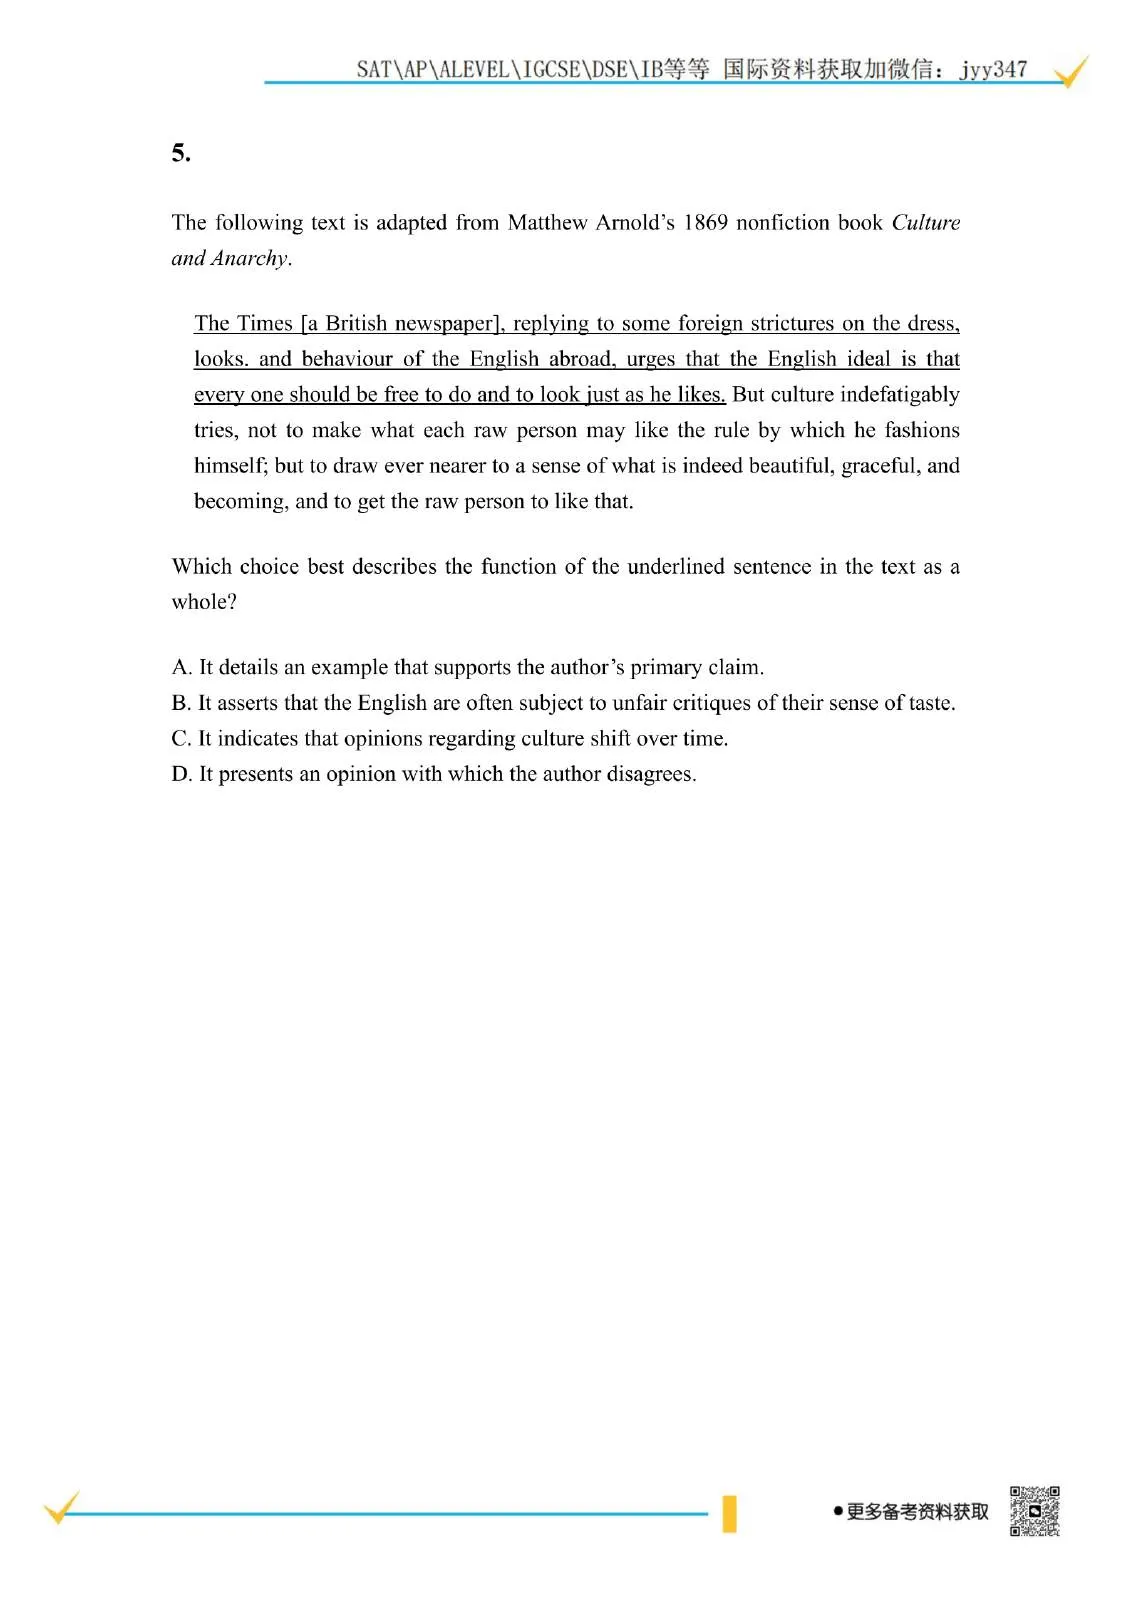 SAT\AP\ALEVEL\IGCSE\DSE\IB等等 国际资料获取加微信：jyy347
5.
The following text is adapted from Matthew Arnold’s 1869 nonfiction book Culture
and Anarchy.
The Times [a British newspaper], replying to some foreign strictures on the dress,
looks. and behaviour of the English abroad, urges that the English ideal is that
every one should be free to do and to look just as he likes. But culture indefatigably
tries, not to make what each raw person may like the rule by which he fashions
himself; but to draw ever nearer to a sense of what is indeed beautiful, graceful, and
becoming, and to get the raw person to like that.
Which choice best describes the function of the underlined sentence in the text as a
whole?
A. It details an example that supports the author’s primary claim.
B. It asserts that the English are often subject to unfair critiques of their sense of taste.
C. It indicates that opinions regarding culture shift over time.
D. It presents an opinion with which the author disagrees.
●更多备考资料获取